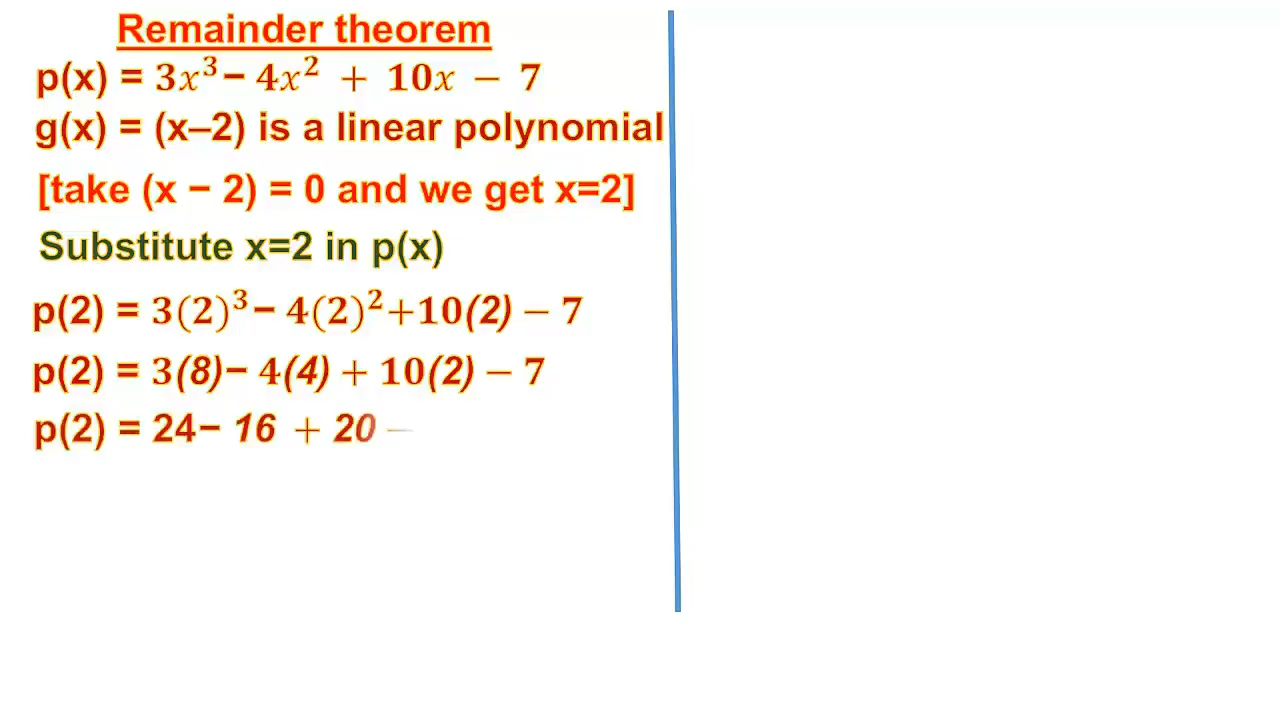 Remainder theorem
p(x) = 3x³− 4x² + 10x − 7
g(x) = (x–2) is a linear polynomial
[take (x − 2) = 0 and we get x=2]
Substitute x=2 in p(x)
p(2) = 3(2)³− 4(2)²+10(2) − 7
p(2) = 3(8)− 4(4) + 10(2) − 7
p(2) = 24− 16 + 20 −